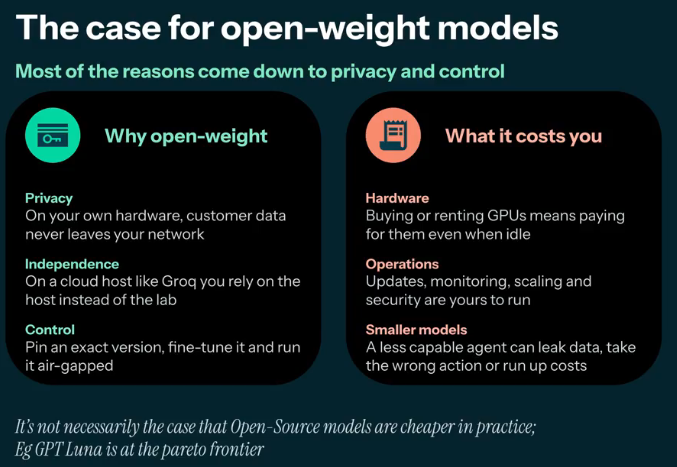 The case for open-weight models
Most of the reasons come down to privacy and control
Why open-weight
Privacy
On your own hardware, customer data
never leaves your network
Independence
On a cloud host like Groq you rely on the
host instead of the lab
Control
Pin an exact version, fine-tune it and run
it air-gapped
What it costs you
Hardware
Buying or renting GPUs means paying
for them even when idle
Operations
Updates, monitoring, scaling and
security are yours to run
Smaller models
A less capable agent can leak data, take
the wrong action or run up costs
It's not necessarily the case that Open-Source models are cheaper in practice;
Eg GPT Luna is at the pareto frontier